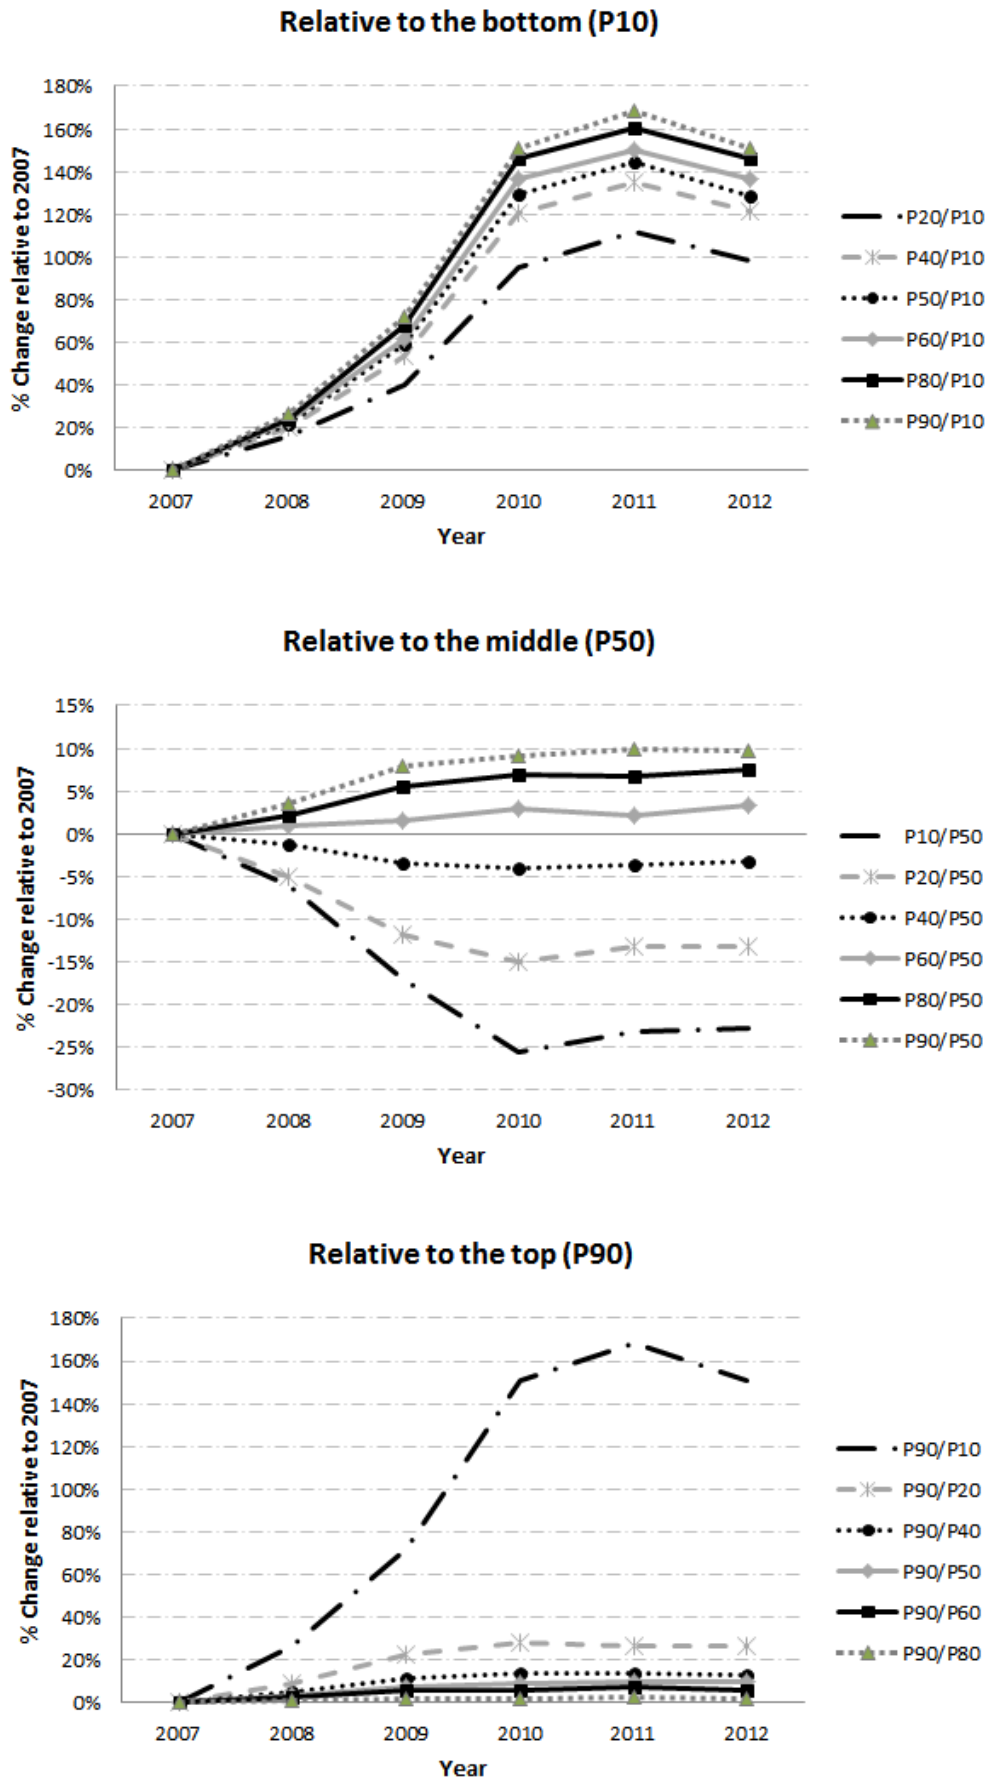 Relative to the bottom (P10)
% Change relative to 2007
180%
160%
140%
120%
100%
80%
60%
40%
20%
0%
2007 2008 2009 2010 2011 2012
Year
P20/P10
P40/P10
P50/P10
P60/P10
P80/P10
P90/P10
Relative to the middle (P50)
% Change relative to 2007
15%
10%
5%
0%
-5%
-10%
-15%
-20%
-25%
-30%
2007 2008 2009 2010 2011 2012
Year
P10/P50
P20/P50
P40/P50
P60/P50
P80/P50
P90/P50
Relative to the top (P90)
% Change relative to 2007
180%
160%
140%
120%
100%
80%
60%
40%
20%
0%
2007 2008 2009 2010 2011 2012
Year
P90/P10
P90/P20
P90/P40
P90/P50
P90/P60
P90/P80